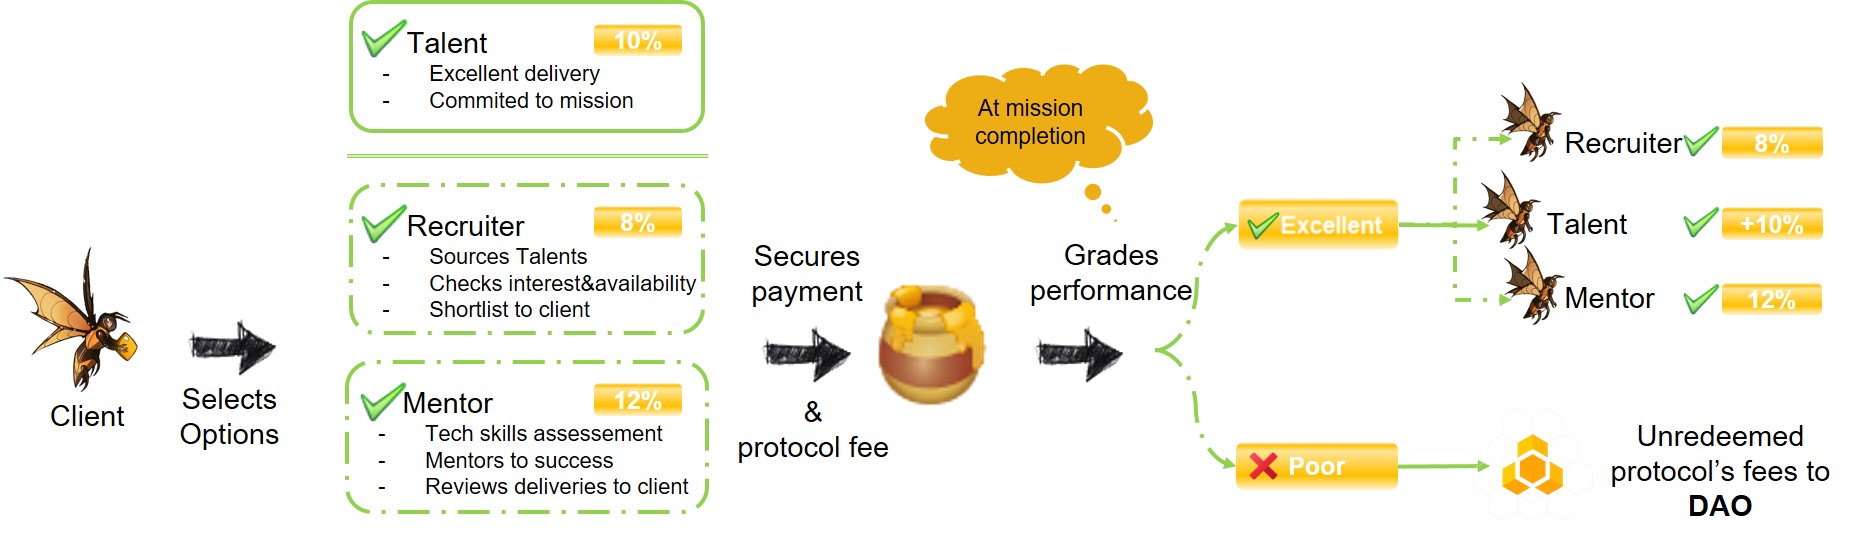 Client
Selects
Options
Talent 10%
- Excellent delivery
- Commited to mission
Recruiter 8%
- Sources Talents
- Checks interest&availability
- Shortlist to client
Mentor 12%
- Tech skills assessement
- Mentors to success
- Reviews deliveries to client
Secures
payment
&
protocol fee
At mission
completion
Grades
performance
Excellent
Recruiter 8%
Talent +10%
Mentor 12%
Poor
Unredeemed
protocol's fees to
DAO